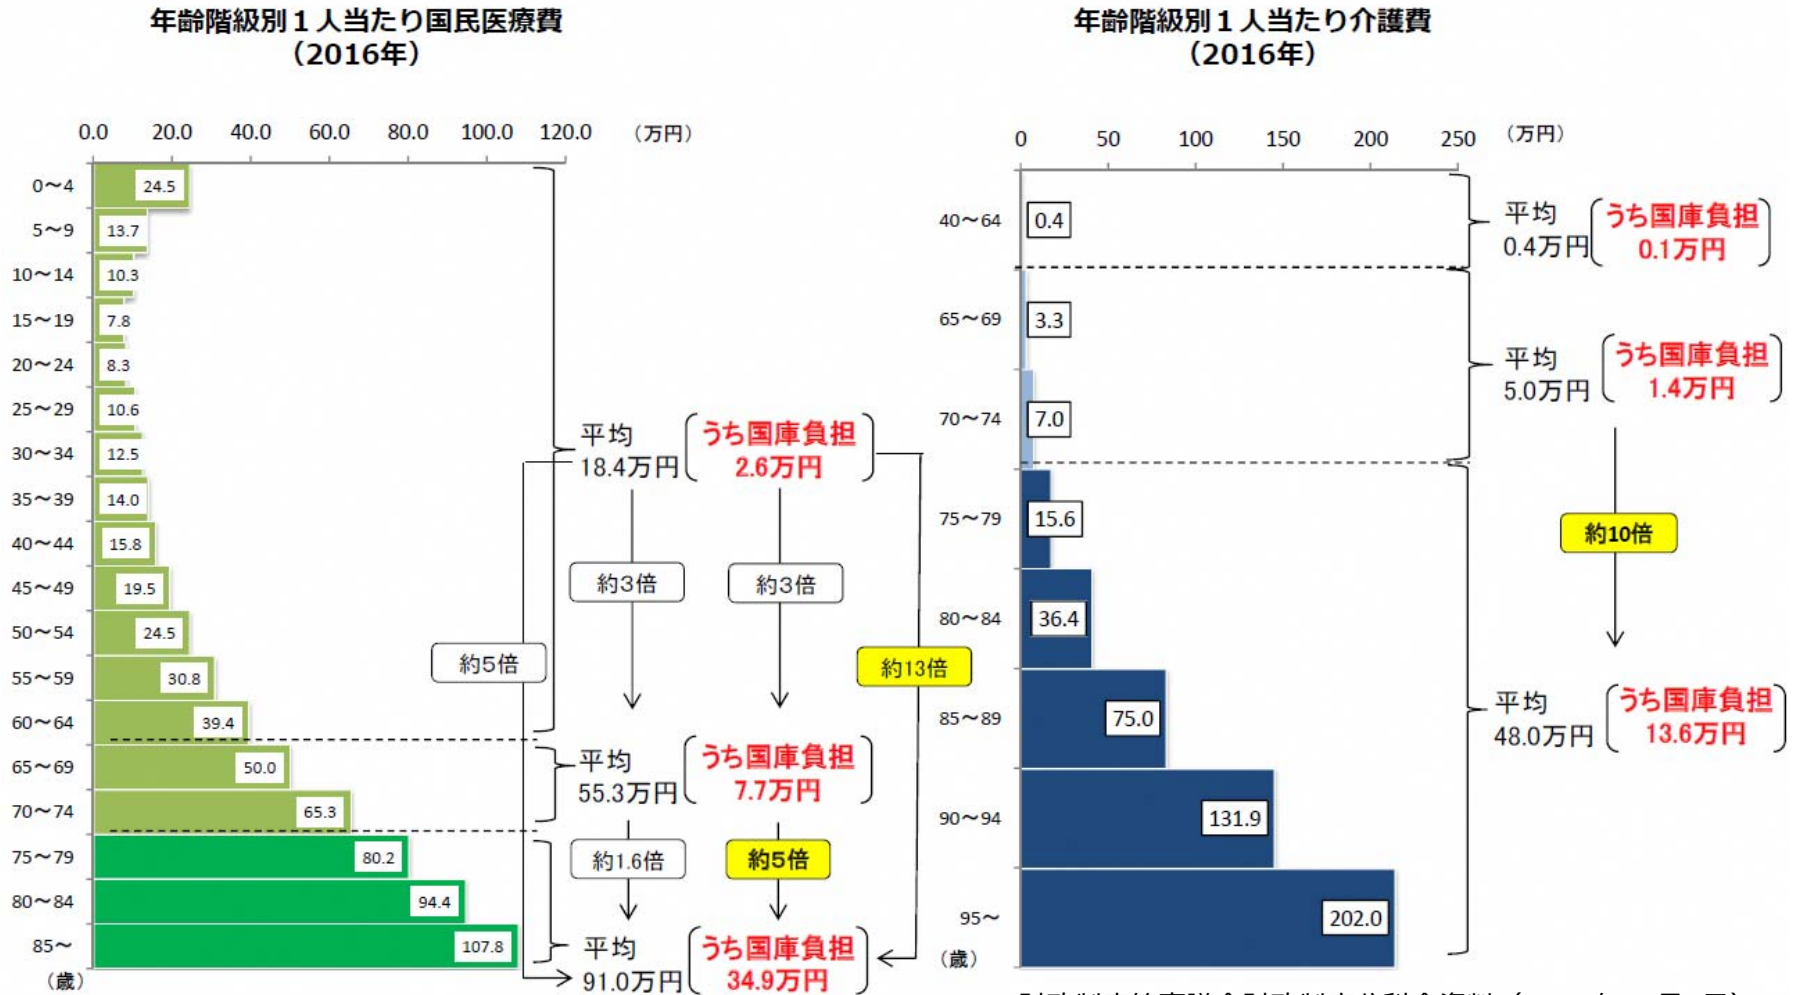 年齢階級別１人当たり国民医療費
（2016年）
0.0 20.0 40.0 60.0 80.0 100.0 120.0 （万円）
0～4 24.5
5～9 13.7
10～14 10.3
15～19 7.8
20～24 8.3
25～29 10.6
30～34 12.5
35～39 14.0
40～44 15.8
45～49 19.5
50～54 24.5
55～59 30.8
60～64 39.4
65～69 50.0
70～74 65.3
75～79 80.2
80～84 94.4
85～ 107.8
（歳）
平均
18.4万円
うち国庫負担
2.6万円
約3倍
約3倍
約5倍
約13倍
平均
55.3万円
うち国庫負担
7.7万円
約1.6倍
約5倍
平均
91.0万円
うち国庫負担
34.9万円
年齢階級別１人当たり介護費
（2016年）
0 50 100 150 200 250 （万円）
40～64 0.4
65～69 3.3
70～74 7.0
75～79 15.6
80～84 36.4
85～89 75.0
90～94 131.9
95～ 202.0
（歳）
平均
0.4万円
うち国庫負担
0.1万円
平均
5.0万円
うち国庫負担
1.4万円
約10倍
平均
48.0万円
うち国庫負担
13.6万円